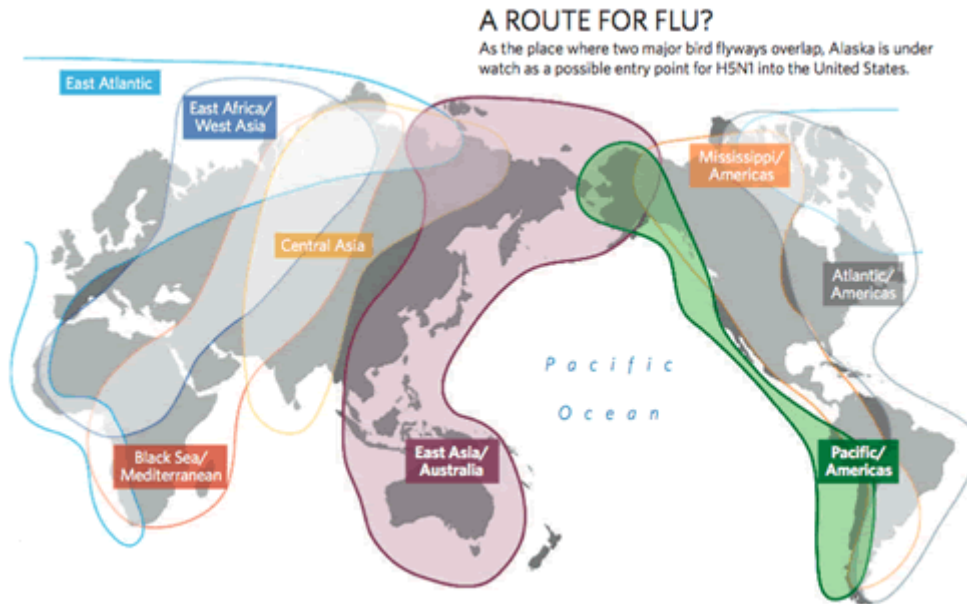 A ROUTE FOR FLU?
As the place where two major bird flyways overlap, Alaska is under
watch as a possible entry point for H5N1 into the United States.
East Atlantic
East Africa/
West Asia
Mississippi/
Americas
Central Asia
Atlantic/
Americas
Pacific
Ocean
Black Sea/
Mediterranean
East Asia/
Australia
Pacific/
Americas